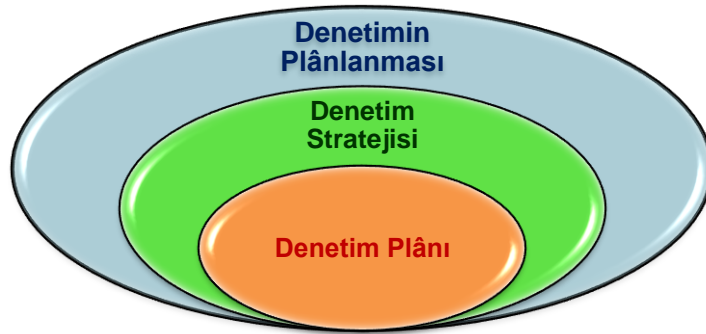 Denetimin
Plânlanması
Denetim
Stratejisi
Denetim Plânı